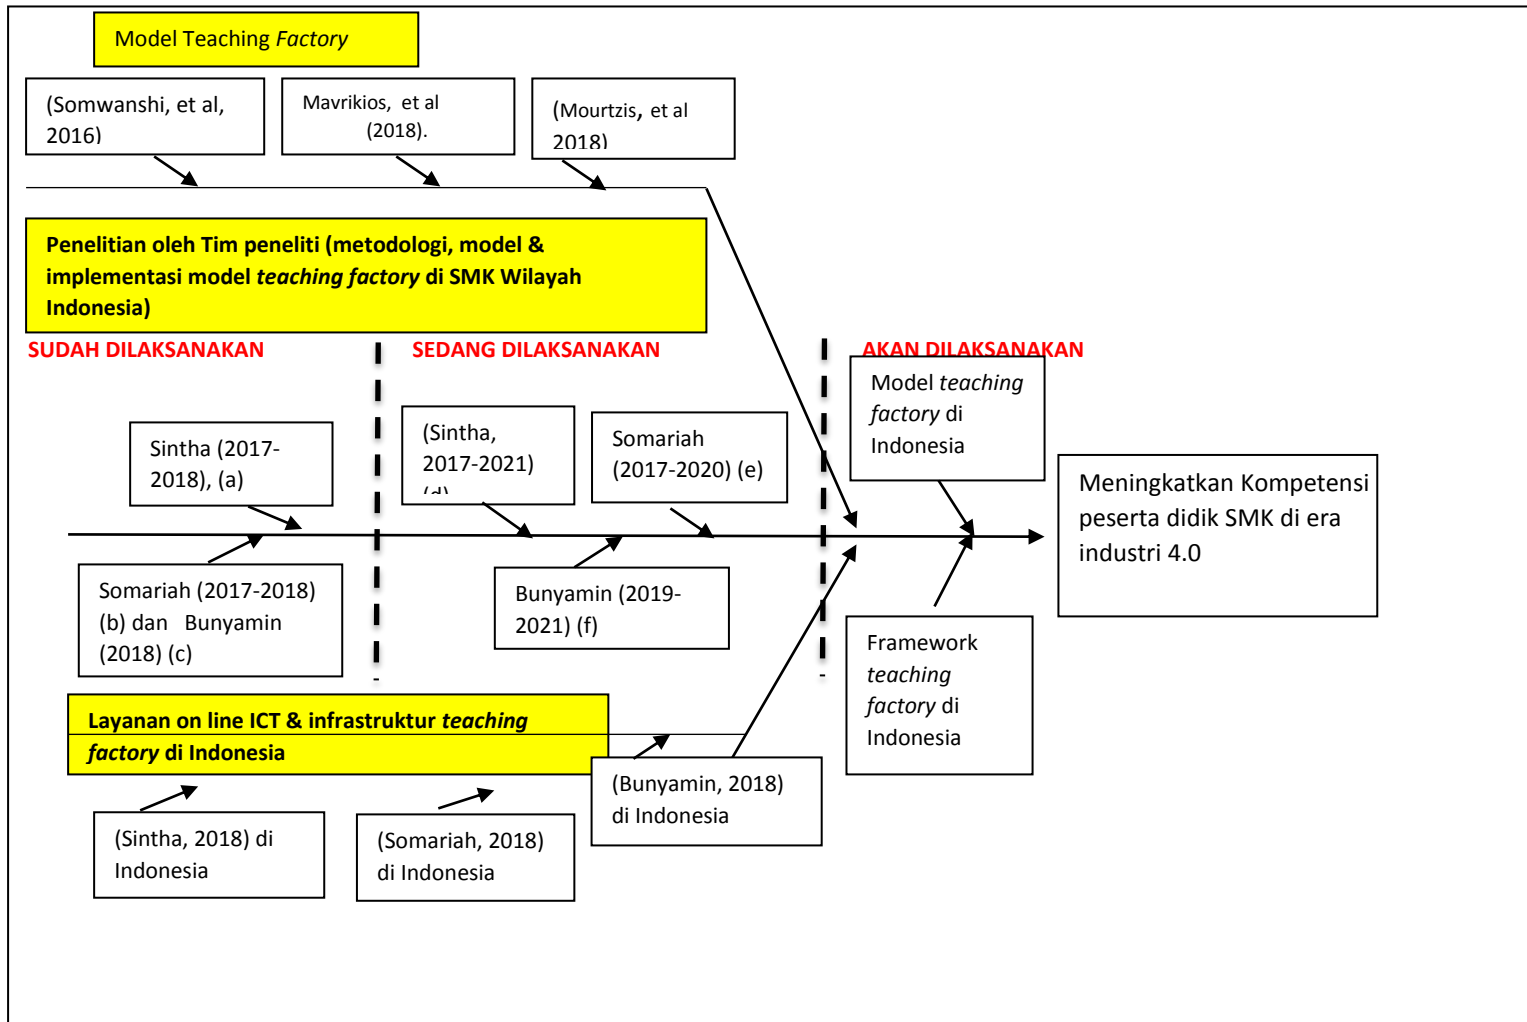 Model Teaching Factory
(Somwanshi, et al,
2016)
Mavrikios, et al
(2018).
(Mourtzis, et al
2018)
Penelitian oleh Tim peneliti (metodologi, model &
implementasi model teaching factory di SMK Wilayah
Indonesia)
SUDAH DILAKSANAKAN
SEDANG DILAKSANAKAN
AKAN DILAKSANAKAN
Sintha (2017-
2018), (a)
(Sintha,
2017-2021)
(d)
Somariah
(2017-2020) (e)
Model teaching
factory di
Indonesia
Meningkatkan Kompetensi
peserta didik SMK di era
industri 4.0
Somariah (2017-2018)
(b) dan Bunyamin
(2018) (c)
Bunyamin (2019-
2021) (f)
Framework
teaching
factory di
Indonesia
Layanan on line ICT & infrastruktur teaching
factory di Indonesia
(Sintha, 2018) di
Indonesia
(Somariah, 2018)
di Indonesia
(Bunyamin, 2018)
di Indonesia